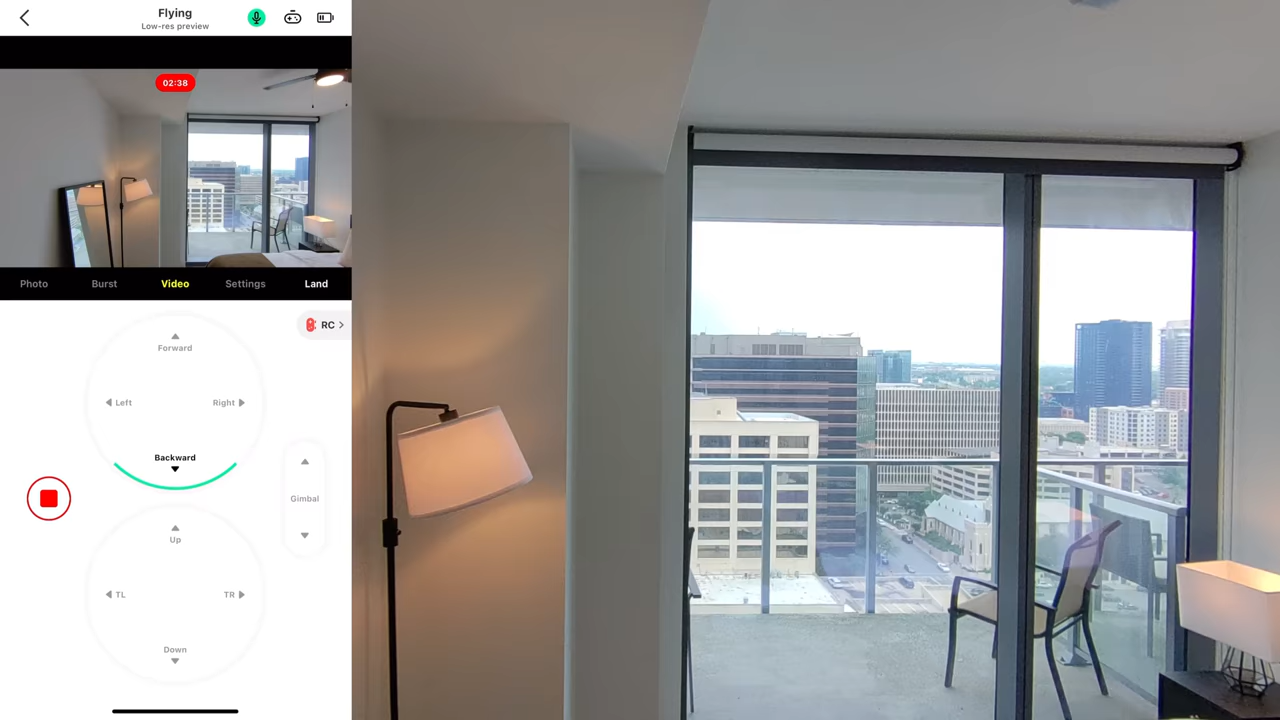 Flying
Low-res preview
02:38
Photo Burst Video Settings Land
RC
Forward
Left Right
Backward
Gimbal
Up
TL TR
Down